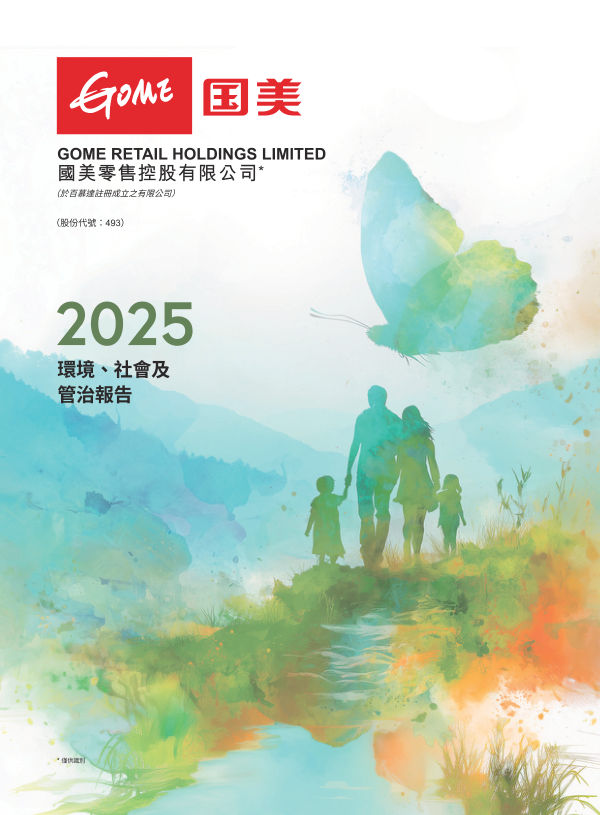 GOME 国美
GOME RETAIL HOLDINGS LIMITED
國美零售控股有限公司*
(於百慕達註冊成立之有限公司)
(股份代號：493)
2025
環境、社會及
管治報告
* 僅供識別